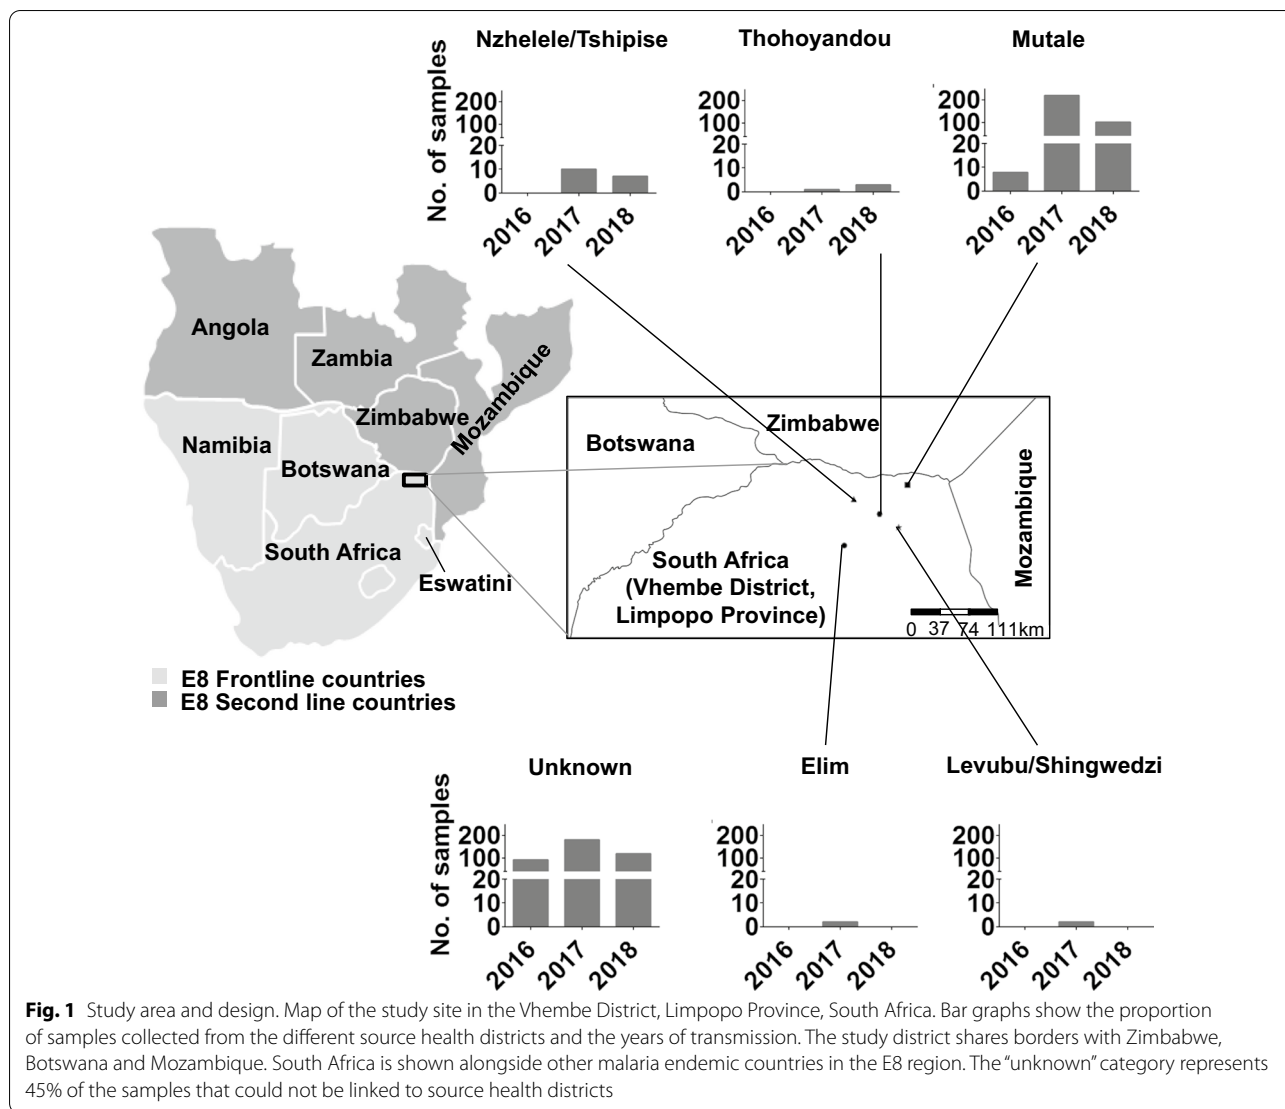 Nzhelele/Tshipise
Thohoyandou
Mutale
No. of samples
200
100
20
10
0
2016
2017
2018
200
100
20
10
0
2016
2017
2018
200
100
20
10
0
2016
2017
2018
Angola
Zambia
Zimbabwe
Mozambique
Namibia
Botswana
South Africa
Eswatini
E8 Frontline countries
E8 Second line countries
Zimbabwe
Botswana
Mozambique
South Africa
(Vhembe District,
Limpopo Province)
0 37 74 111km
Unknown
Elim
Levubu/Shingwedzi
No. of samples
200
100
20
10
0
2016
2017
2018
200
100
20
10
0
2016
2017
2018
200
100
20
10
0
2016
2017
2018
Fig. 1 Study area and design. Map of the study site in the Vhembe District, Limpopo Province, South Africa. Bar graphs show the proportion
of samples collected from the different source health districts and the years of transmission. The study district shares borders with Zimbabwe,
Botswana and Mozambique. South Africa is shown alongside other malaria endemic countries in the E8 region. The “unknown” category represents
45% of the samples that could not be linked to source health districts